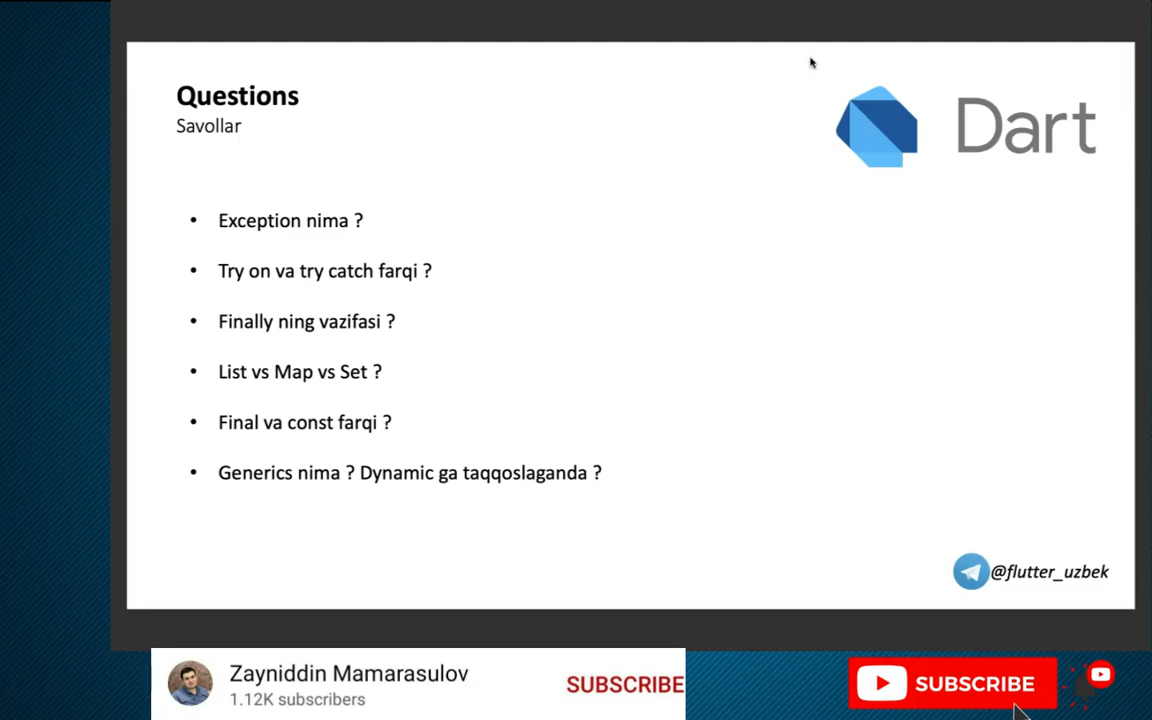 Questions
Savollar
Dart
• Exception nima ?
• Try on va try catch farqi ?
• Finally ning vazifasi ?
• List vs Map vs Set ?
• Final va const farqi ?
• Generics nima ? Dynamic ga taqqoslaganda ?
@flutter_uzbek
Zayniddin Mamarasulov
1.12K subscribers
SUBSCRIBE
SUBSCRIBE